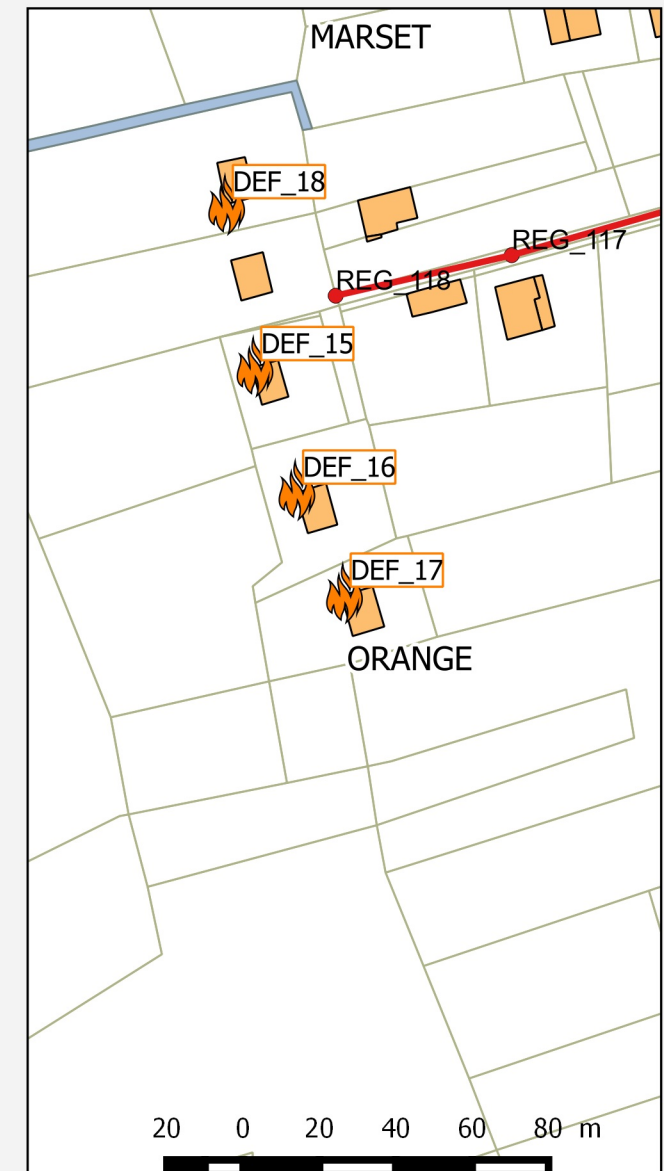 MARSET
DEF_18
REG_117
REG_118
DEF_15
DEF_16
DEF_17
ORANGE
20 0 20 40 60 80 m